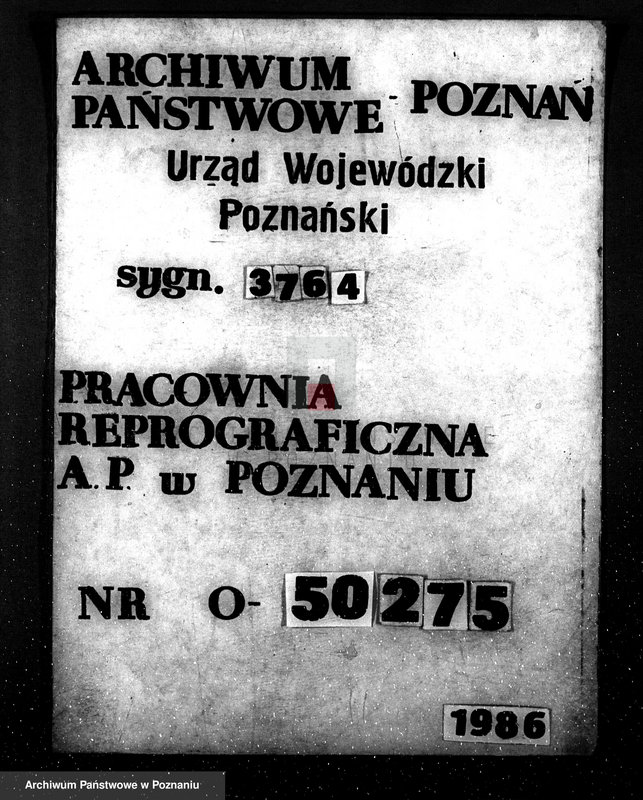 ARCHIWUM
PAŃSTWOWE - POZNAŃ
Urząd Wojewódzki
Poznański
sygn. 3764
PRACOWNIA
REPROGRAFICZNA
A.P. w POZNANIU
NR O-50275
1986
Archiwum Państwowe w Poznaniu